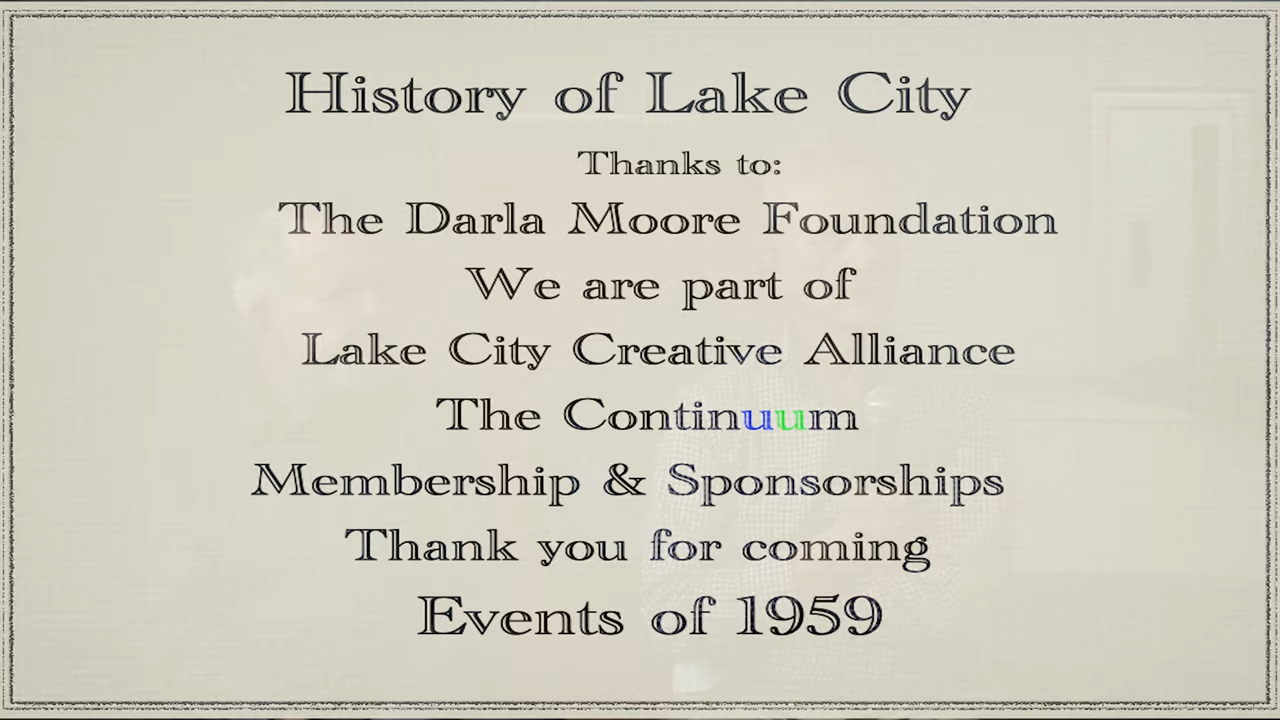 History of Lake City
Thanks to:
The Darla Moore Foundation
We are part of
Lake City Creative Alliance
The Continuum
Membership & Sponsorships
Thank you for coming
Events of 1959